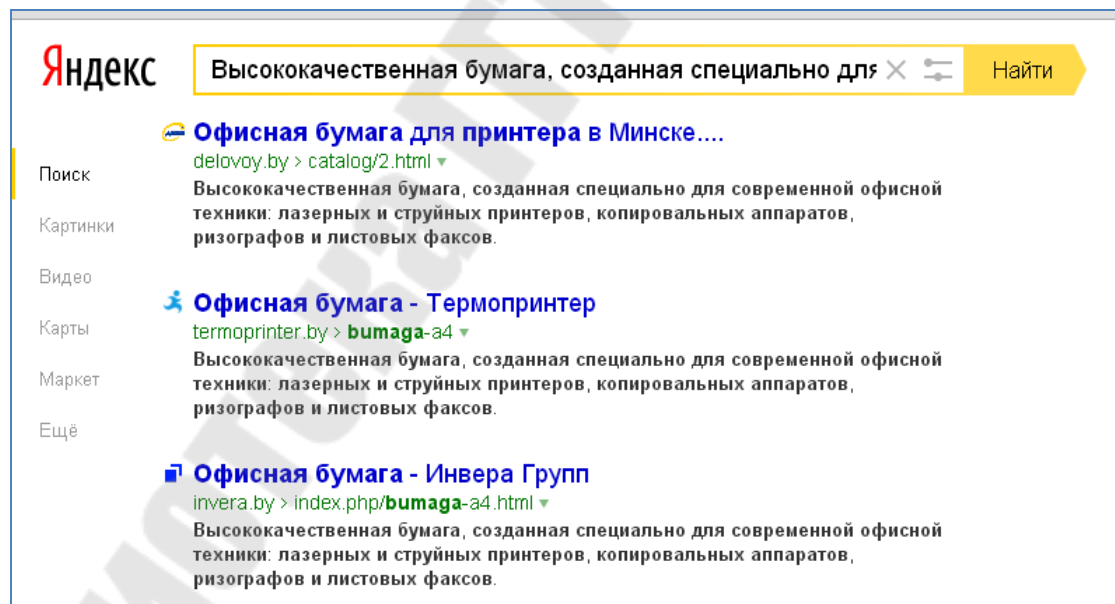 Яндекс
Высококачественная бумага, созданная специально для
Найти
Поиск
Картинки
Видео
Карты
Маркет
Ещё
Офисная бумага для принтера в Минске....
delovoy.by > catalog/2.html
Высококачественная бумага, созданная специально для современной офисной
техники: лазерных и струйных принтеров, копировальных аппаратов,
ризографов и листовых факсов.
Офисная бумага - Термопринтер
termoprinter.by > bumaga-a4
Высококачественная бумага, созданная специально для современной офисной
техники: лазерных и струйных принтеров, копировальных аппаратов,
ризографов и листовых факсов.
Офисная бумага - Инвера Групп
invera.by > index.php/bumaga-a4.html
Высококачественная бумага, созданная специально для современной офисной
техники: лазерных и струйных принтеров, копировальных аппаратов,
ризографов и листовых факсов.